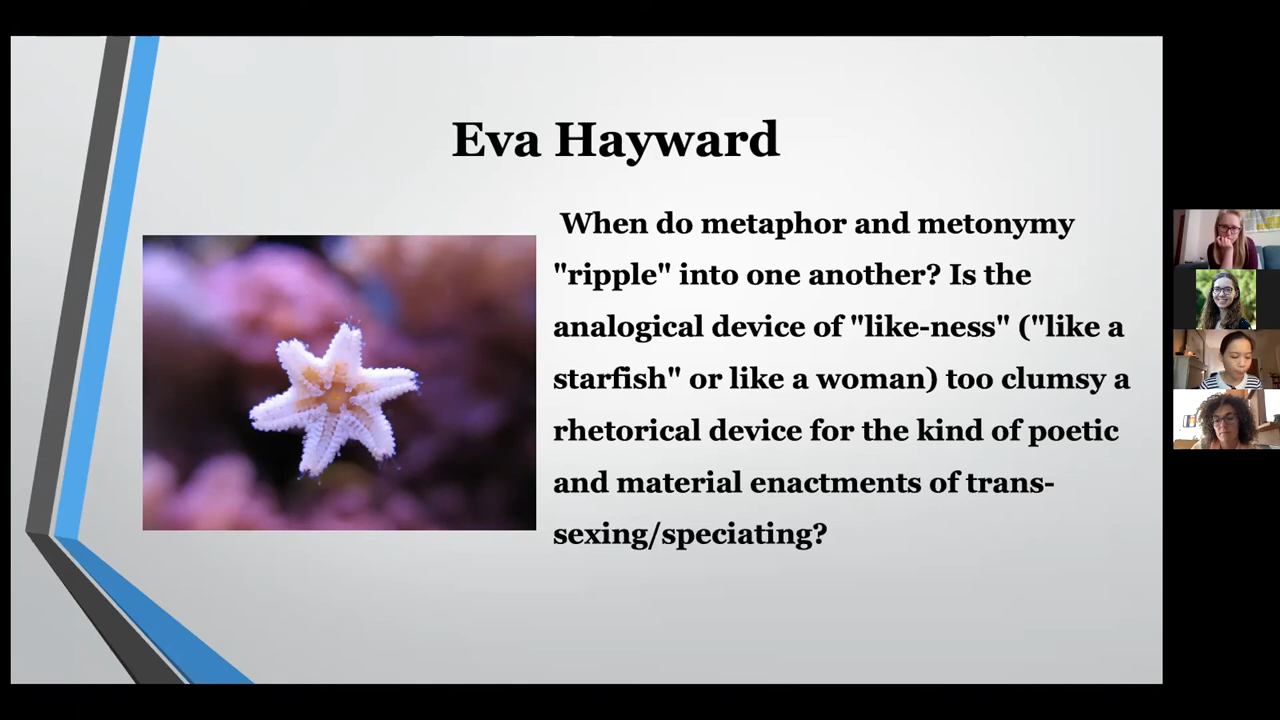 Eva Hayward
When do metaphor and metonymy
"ripple" into one another? Is the
analogical device of "like-ness" ("like a
starfish" or like a woman) too clumsy a
rhetorical device for the kind of poetic
and material enactments of trans-
sexing/speciating?